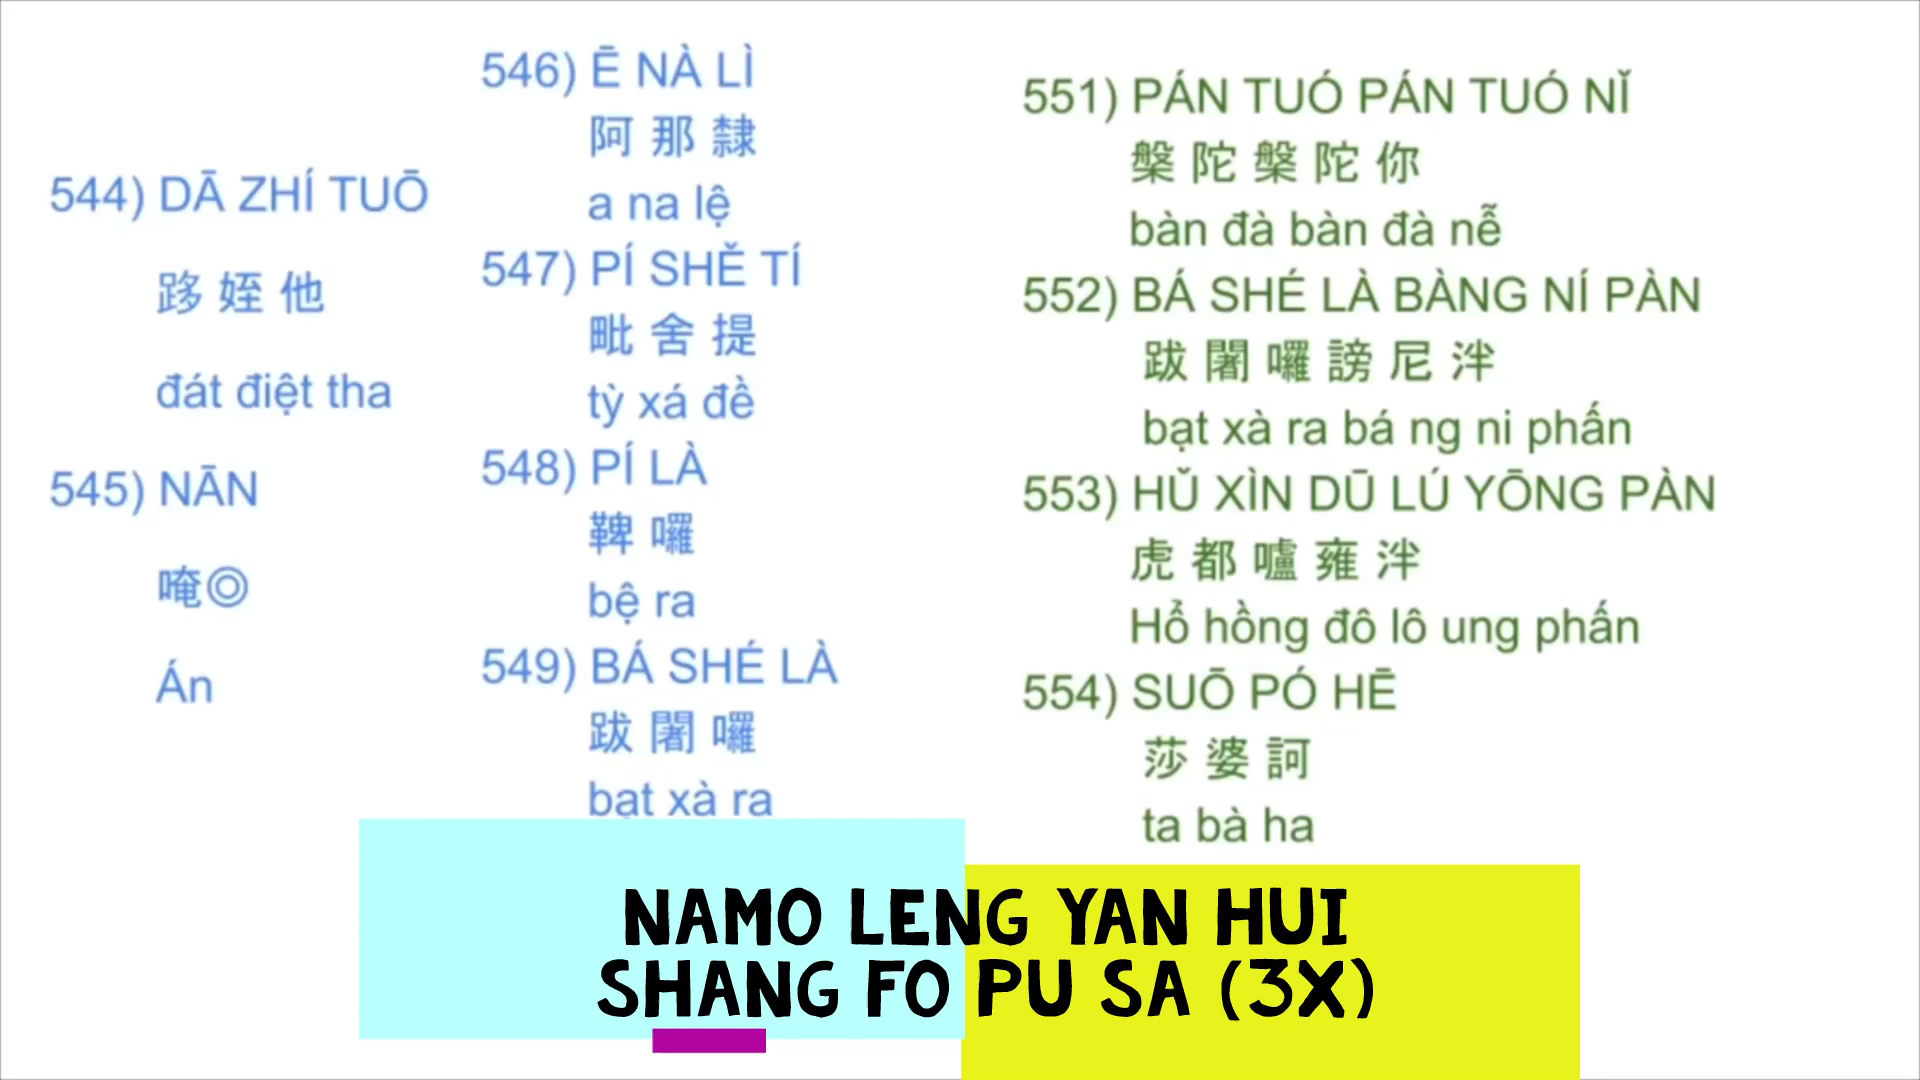 544) DĀ ZHÍ TUŌ
跢 姪 他
đát điệt tha
545) NĀN
唵◎
Án
546) Ē NÀ LÌ
阿 那 隸
a na lệ
547) PÍ SHĚ TÍ
毗 舍 提
tỳ xá đề
548) PÍ LÀ
鞞 囉
bệ ra
549) BÁ SHÉ LÀ
跋 闍 囉
bạt xà ra
551) PÁN TUÓ PÁN TUÓ NǏ
槃 陀 槃 陀 你
bàn đà bàn đà nễ
552) BÁ SHÉ LÀ BÀNG NÍ PÀN
跋 闍 囉 謗 尼 泮
bạt xà ra bá ng ni phấn
553) HǓ XÌN DŪ LÚ YŌNG PÀN
虎 都 嚧 雍 泮
Hổ hồng đô lô ung phấn
554) SUŌ PÓ HĒ
莎 婆 訶
ta bà ha
NAMO LENG YAN HUI
SHANG FO PU SA (3X)